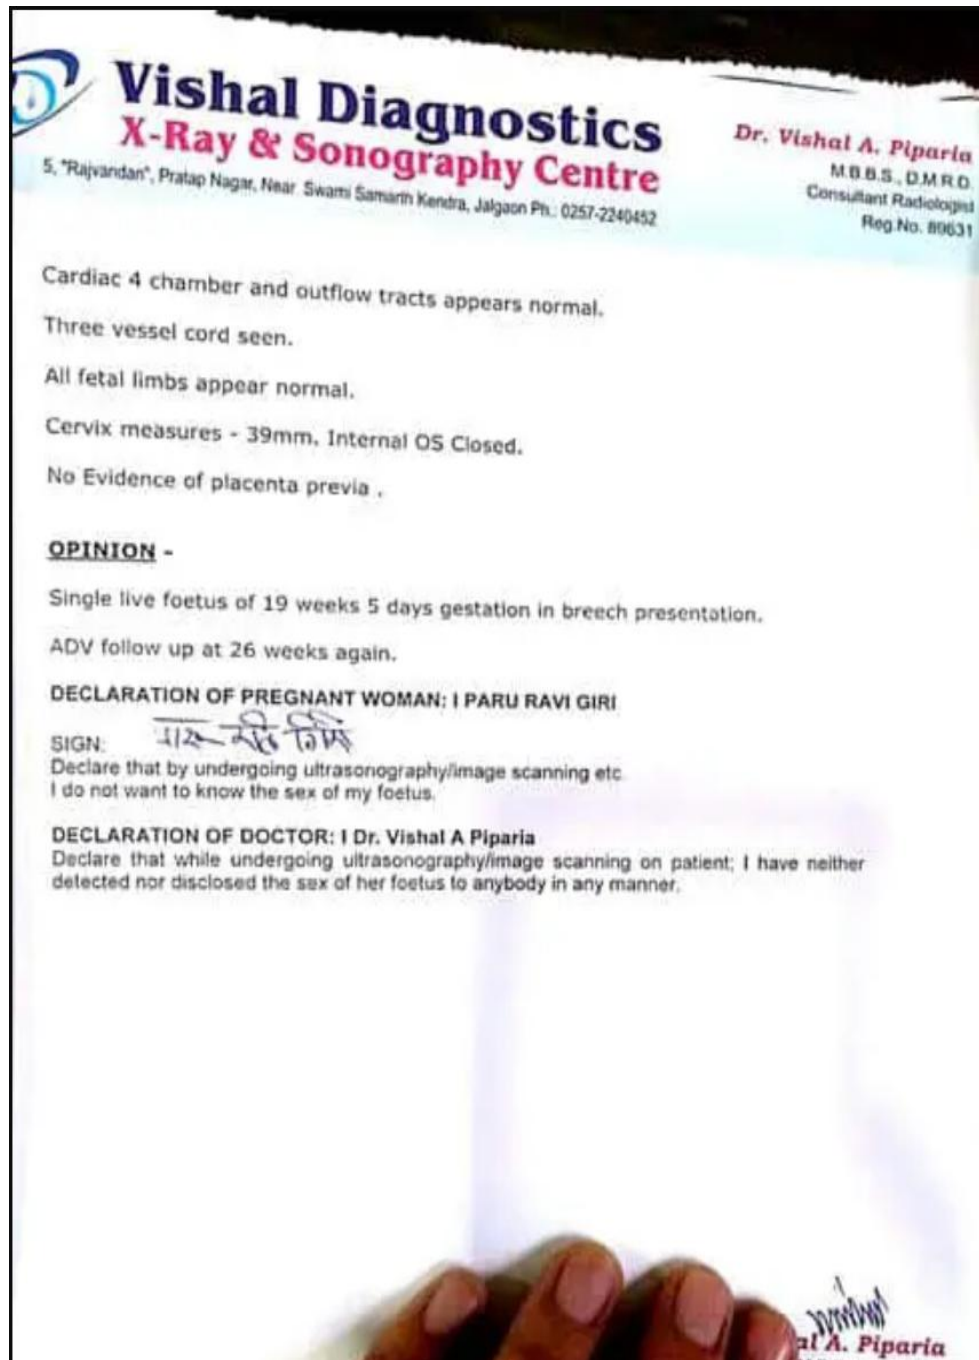 Vishal Diagnostics
X-Ray & Sonography Centre
5, "Rajvandan", Pratap Nagar, Near Swami Samarth Kendra, Jalgaon Ph.: 0257-2240452
Dr. Vishal A. Piparia
M.B.B.S., D.M.R.D.
Consultant Radiologist
Reg.No. 89631
Cardiac 4 chamber and outflow tracts appears normal.
Three vessel cord seen.
All fetal limbs appear normal.
Cervix measures - 39mm, Internal OS Closed.
No Evidence of placenta previa .
OPINION -
Single live foetus of 19 weeks 5 days gestation in breech presentation.
ADV follow up at 26 weeks again.
DECLARATION OF PREGNANT WOMAN: I PARU RAVI GIRI
SIGN:
Declare that by undergoing ultrasonography/image scanning etc
I do not want to know the sex of my foetus.
DECLARATION OF DOCTOR: I Dr. Vishal A Piparia
Declare that while undergoing ultrasonography/image scanning on patient; I have neither
detected nor disclosed the sex of her foetus to anybody in any manner.
al A. Piparia